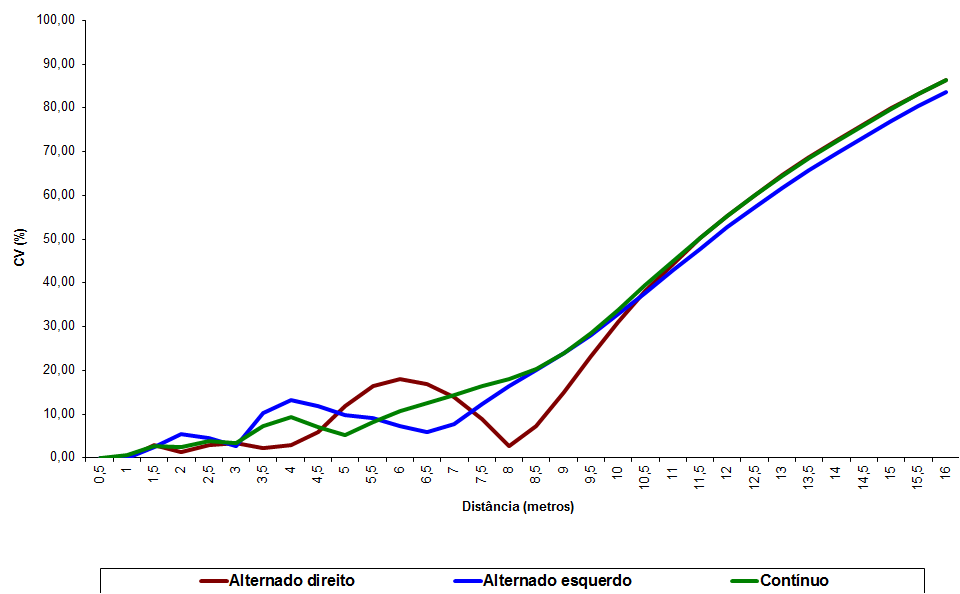 100,00
90,00
80,00
70,00
60,00
50,00
40,00
30,00
20,00
10,00
0,00
CV (%)
0,5 1 1,5 2 2,5 3 3,5 4 4,5 5 5,5 6 6,5 7 7,5 8 8,5 9 9,5 10 10,5 11 11,5 12 12,5 13 13,5 14 14,5 15 15,5 16
Distância (metros)
Alternado direito Alternado esquerdo Contínuo